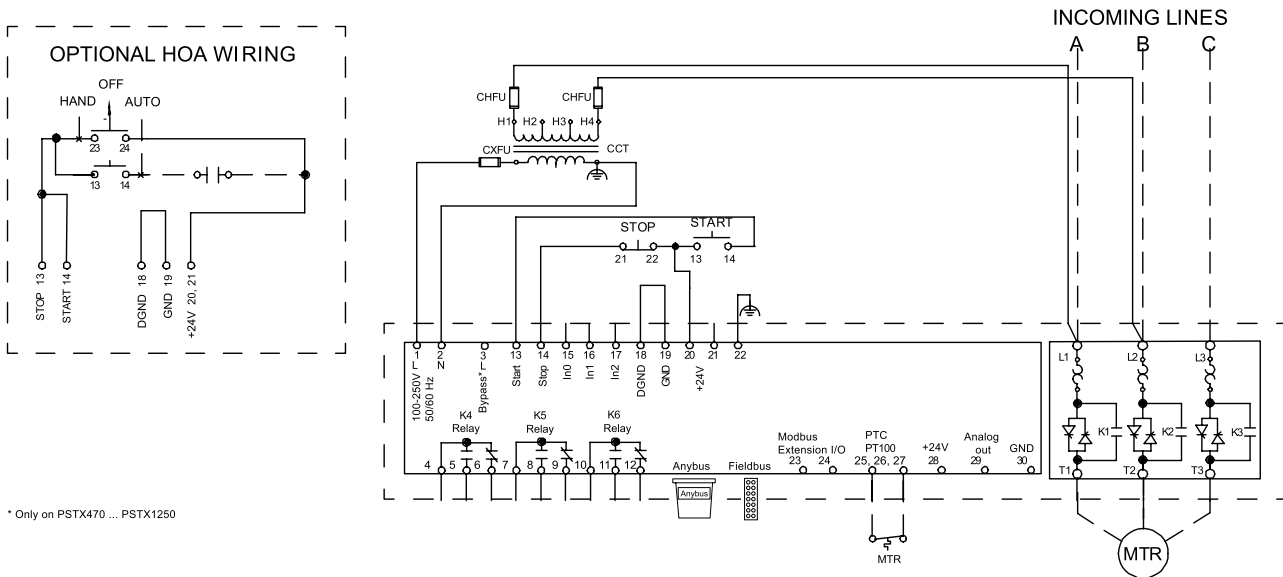 OPTIONAL HOA WIRING
OFF
HAND
AUTO
23 24
13 14
STOP 13
START 14
DGND 18
GND 19
+24V 20, 21
* Only on PSTX470 ... PSTX1250
INCOMING LINES
A B C
CHFU CHFU
H1 H2 H3 H4
CXFU
CCT
STOP START
21 22 13 14
1 2 3 13 14 15 16 17 18 19 20 21 22
L
N
100-250V
50/60 Hz
Bypass* L
Start
Stop
In0
In1
In2
DGND
GND
+24V
K4
Relay
K5
Relay
K6
Relay
4 5 6 7 8 9 10 11 12
Anybus
Anybus
Fieldbus
Modbus
Extension I/O
23 24
PTC
PT100
25, 26, 27
+24V
28
Analog
out
29
GND
30
MTR
L1 L2 L3
K1 K2 K3
T1 T2 T3
MTR